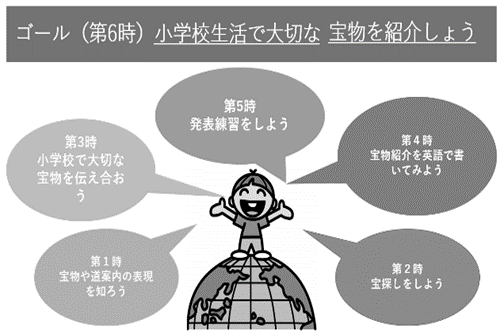 ゴール（第6時）小学校生活で大切な 宝物を紹介しょう
第5時
発表練習をしよう
第3時
小学校で大切な
宝物を伝え合お
う
第４時
宝物紹介を英語で書
いてみよう
第１時
宝物や道案内の表現
を知ろう
第２時
宝探しをしよう